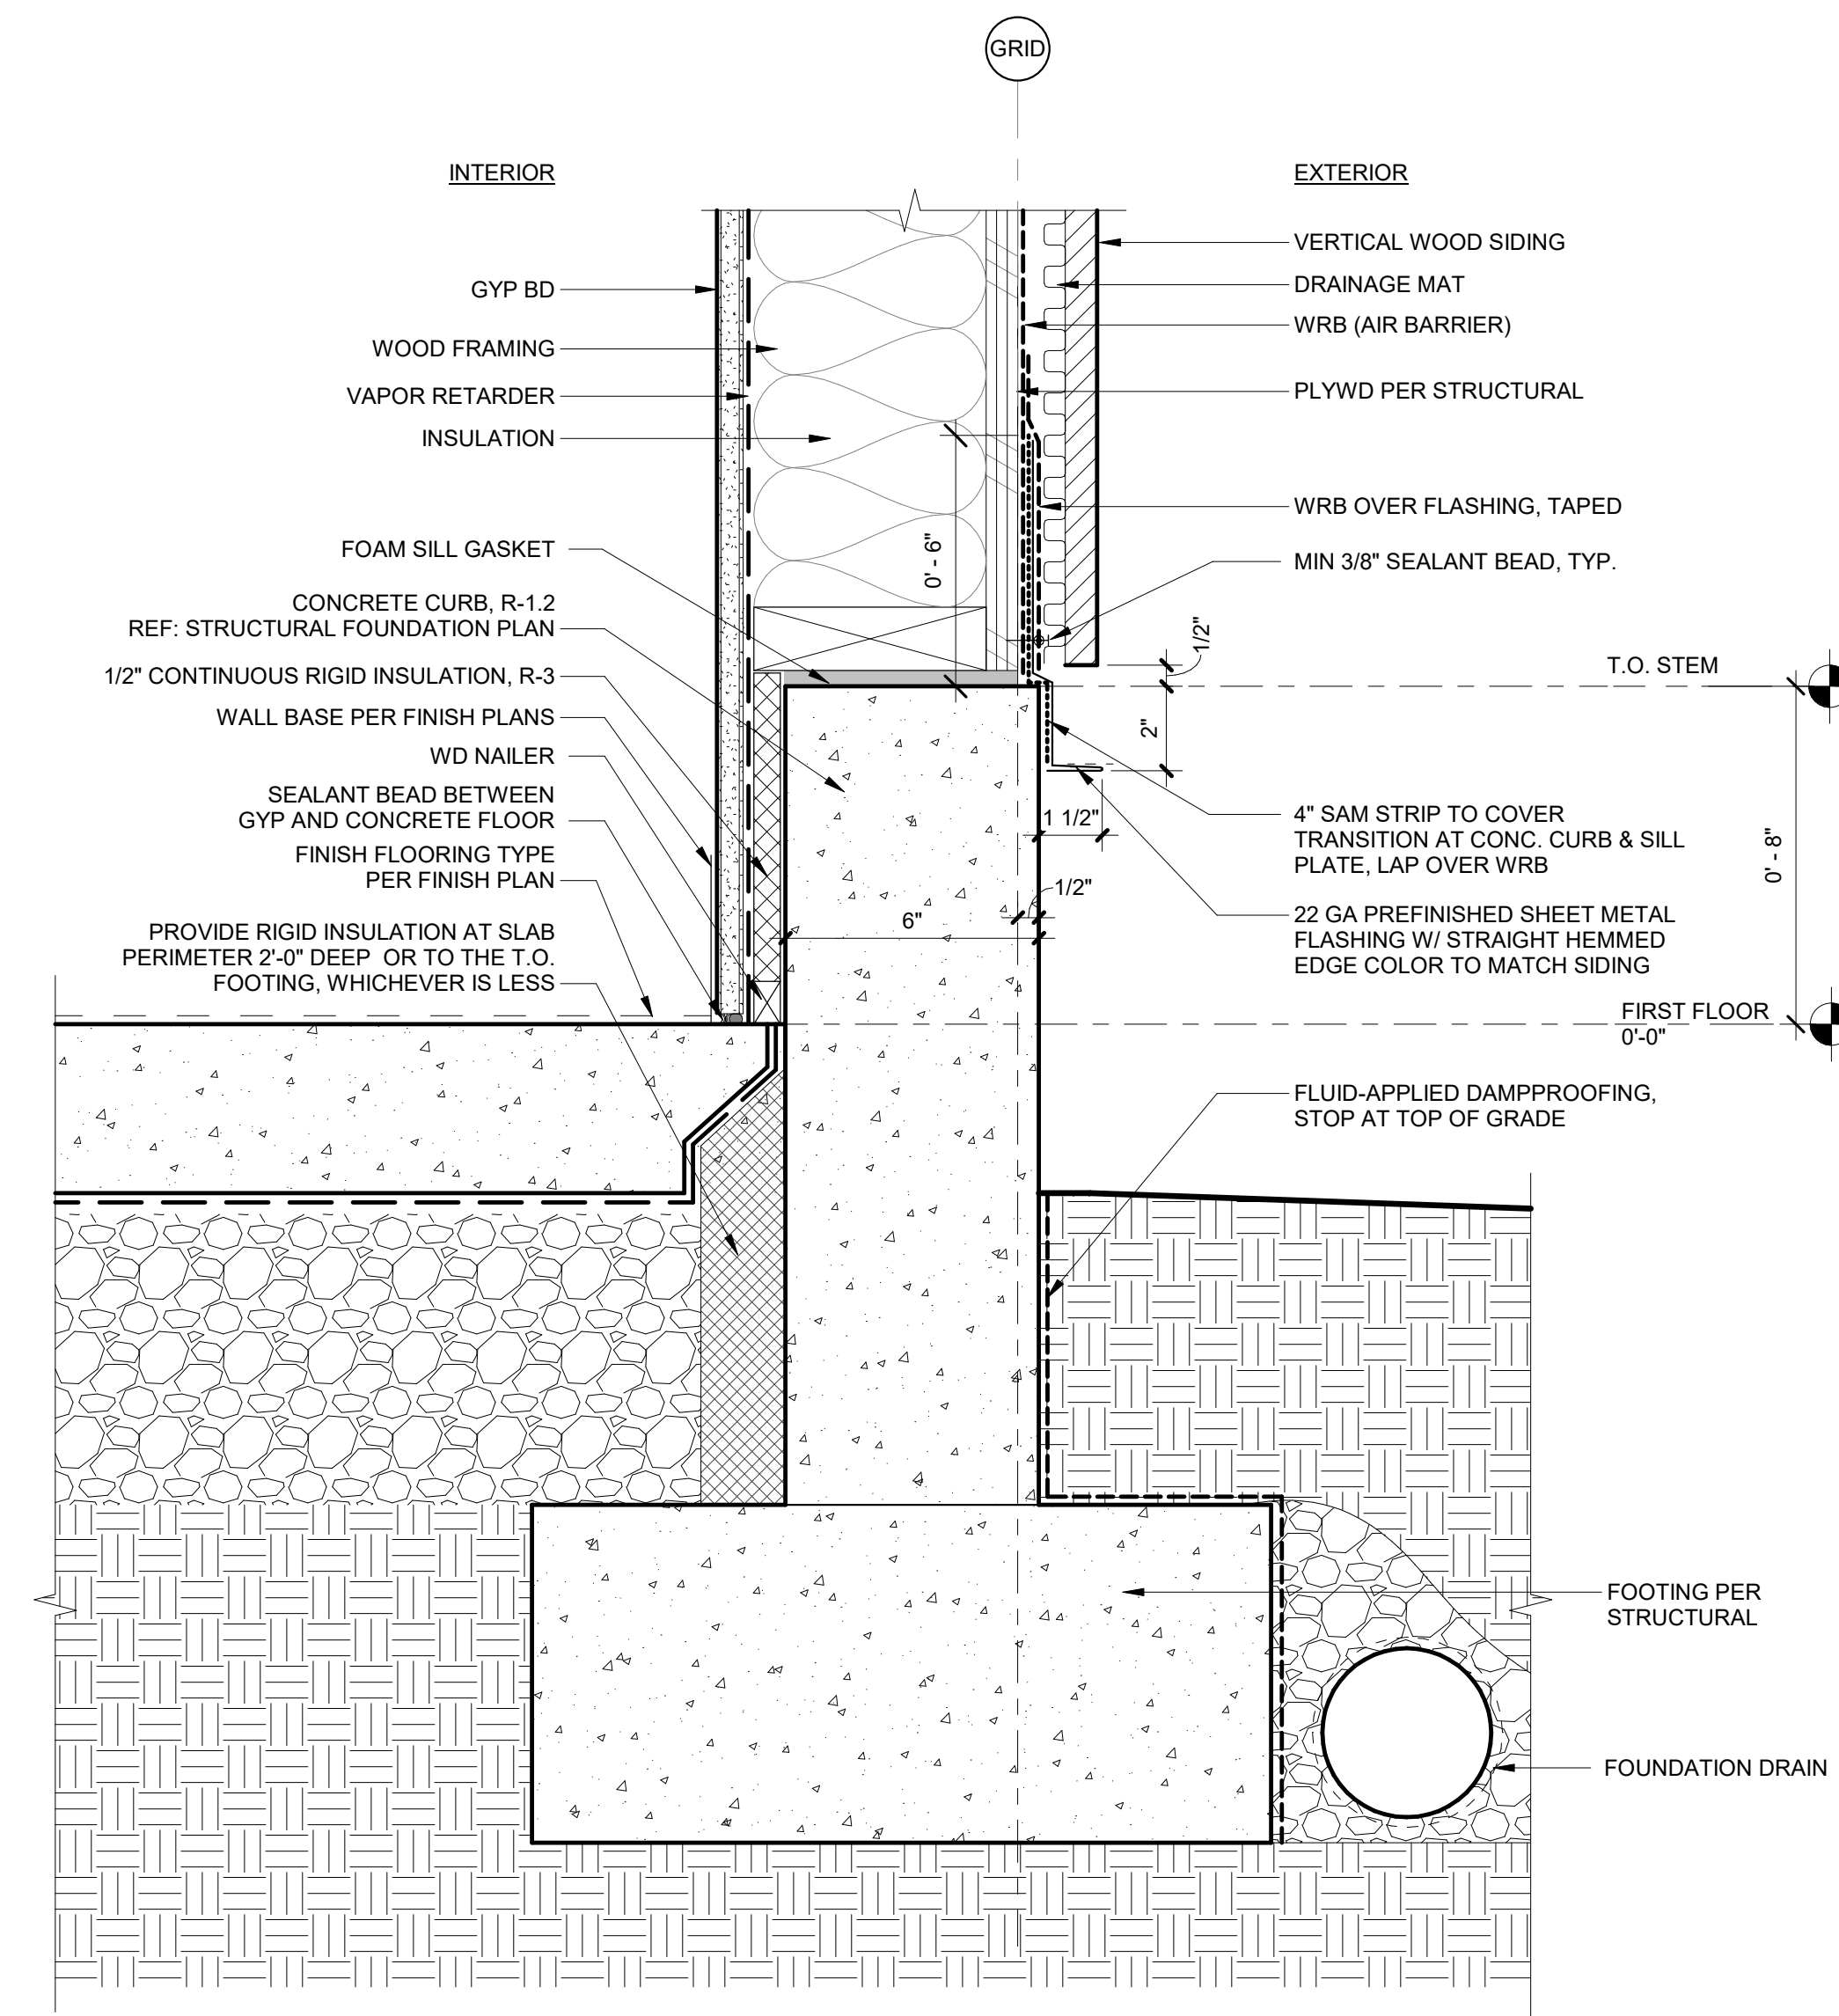 GRID
INTERIOR
EXTERIOR
GYP BD
WOOD FRAMING
VAPOR RETARDER
INSULATION
FOAM SILL GASKET
CONCRETE CURB, R-1.2
REF: STRUCTURAL FOUNDATION PLAN
1/2" CONTINUOUS RIGID INSULATION, R-3
WALL BASE PER FINISH PLANS
WD NAILER
SEALANT BEAD BETWEEN
GYP AND CONCRETE FLOOR
FINISH FLOORING TYPE
PER FINISH PLAN
PROVIDE RIGID INSULATION AT SLAB
PERIMETER 2'-0" DEEP OR TO THE T.O.
FOOTING, WHICHEVER IS LESS
0' - 6"
6"
1/2"
1 1/2"
2"
1/2"
VERTICAL WOOD SIDING
DRAINAGE MAT
WRB (AIR BARRIER)
PLYWD PER STRUCTURAL
WRB OVER FLASHING, TAPED
MIN 3/8" SEALANT BEAD, TYP.
T.O. STEM
4" SAM STRIP TO COVER
TRANSITION AT CONC. CURB & SILL
PLATE, LAP OVER WRB
22 GA PREFINISHED SHEET METAL
FLASHING W/ STRAIGHT HEMMED
EDGE COLOR TO MATCH SIDING
0' - 8"
FIRST FLOOR
0'-0"
FLUID-APPLIED DAMPPROOFING,
STOP AT TOP OF GRADE
FOOTING PER
STRUCTURAL
FOUNDATION DRAIN